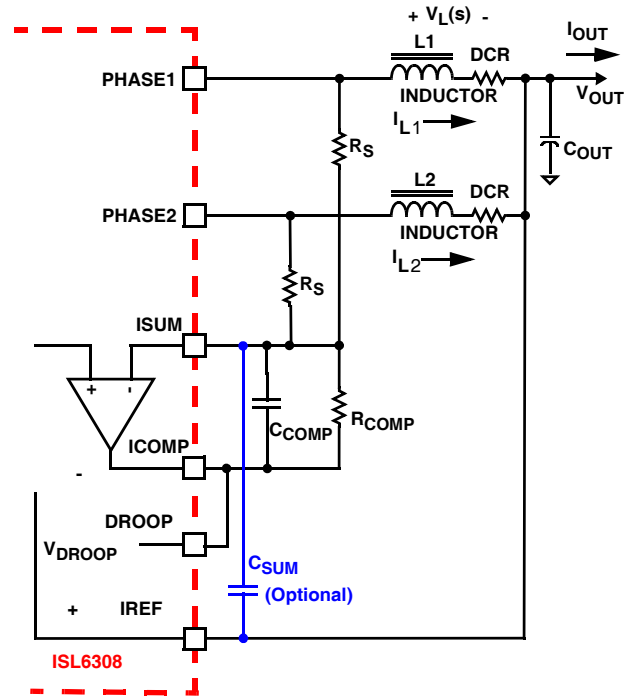 + VL(s) -
IOUT
L1
DCR
PHASE1
INDUCTOR
VOUT
IL1
COUT
RS
L2
DCR
PHASE2
INDUCTOR
IL2
RS
ISUM
+ -
RCOMP
CCOMP
ICOMP
-
DROOP
VDROOP
CSUM
(Optional)
+
IREF
ISL6308